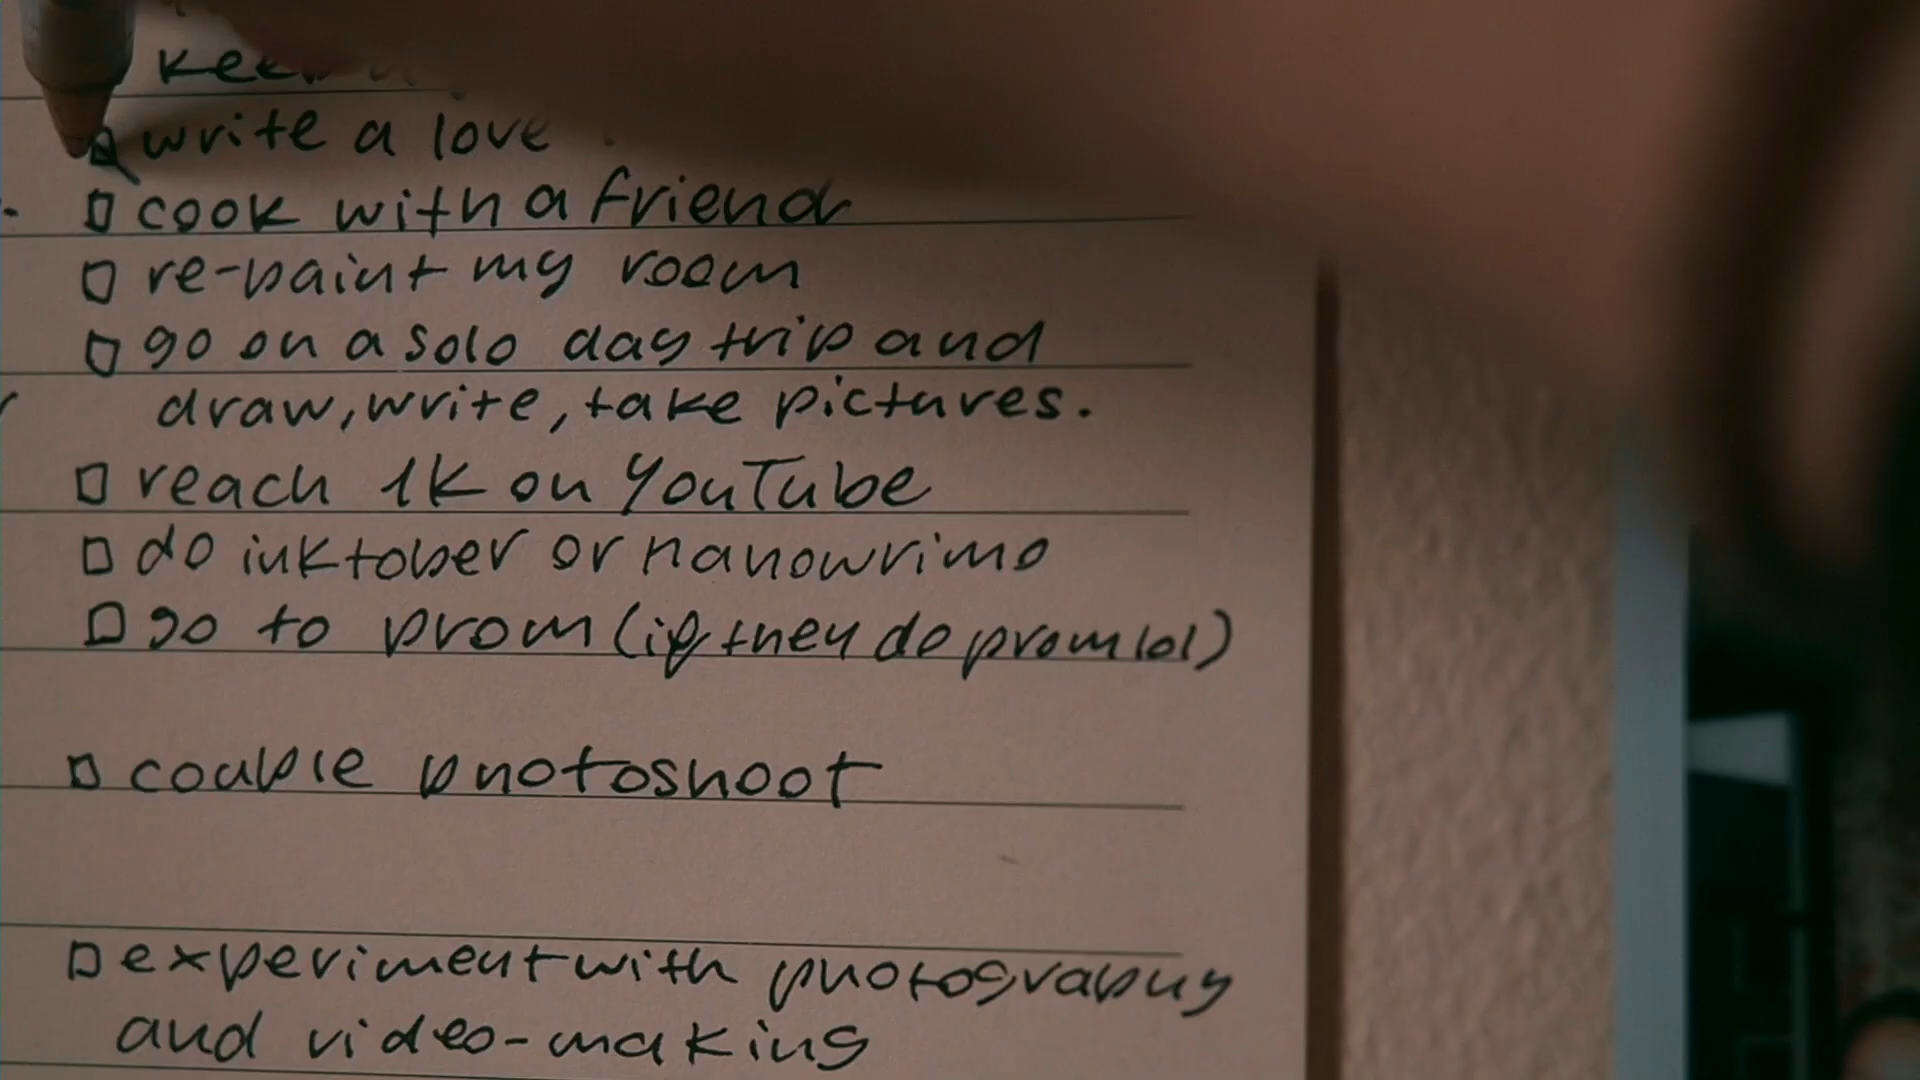 write a love
cook with a friend
re-paint my room
go on a solo day trip and
draw, write, take pictures.
reach 1K on YouTube
do inktober or nanowrimo
go to prom (if they do prom lol)
couple photoshoot
experiment with photography
and video-making